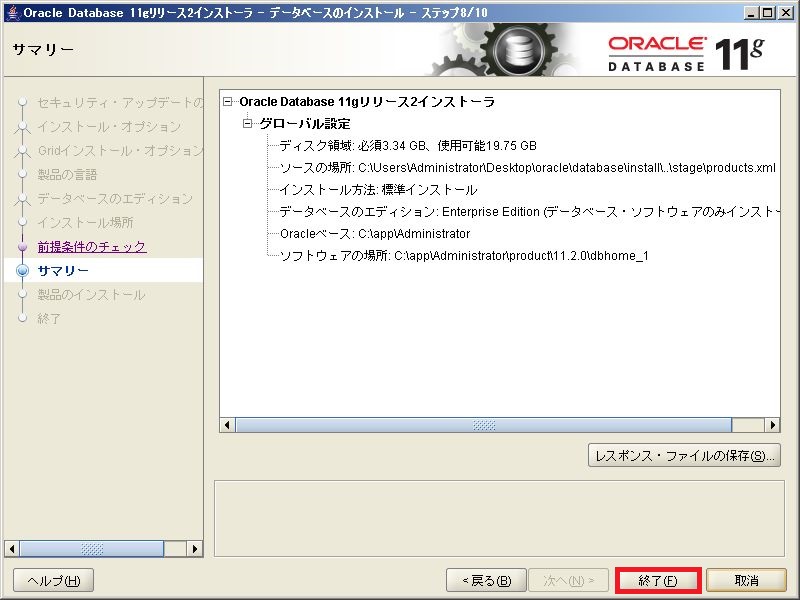 Oracle Database 11gリリース2インストーラ - データベースのインストール - ステップ8/10
サマリー
ORACLE
DATABASE 11g
セキュリティ・アップデートの
インストール・オプション
Gridインストール・オプション
製品の言語
データベースのエディション
インストール場所
前提条件のチェック
サマリー
製品のインストール
終了
Oracle Database 11gリリース2インストーラ
グローバル設定
ディスク領域: 必須3.34 GB、使用可能19.75 GB
ソースの場所: C:\Users\Administrator\Desktop\oracle\database\install\..\stage\products.xml
インストール方法: 標準インストール
データベースのエディション: Enterprise Edition (データベース・ソフトウェアのみインスト
Oracleベース: C:\app\Administrator
ソフトウェアの場所: C:\app\Administrator\product\11.2.0\dbhome_1
レスポンス・ファイルの保存(S)...
ヘルプ(H)
< 戻る(B)
次へ(N) >
終了(F)
取消